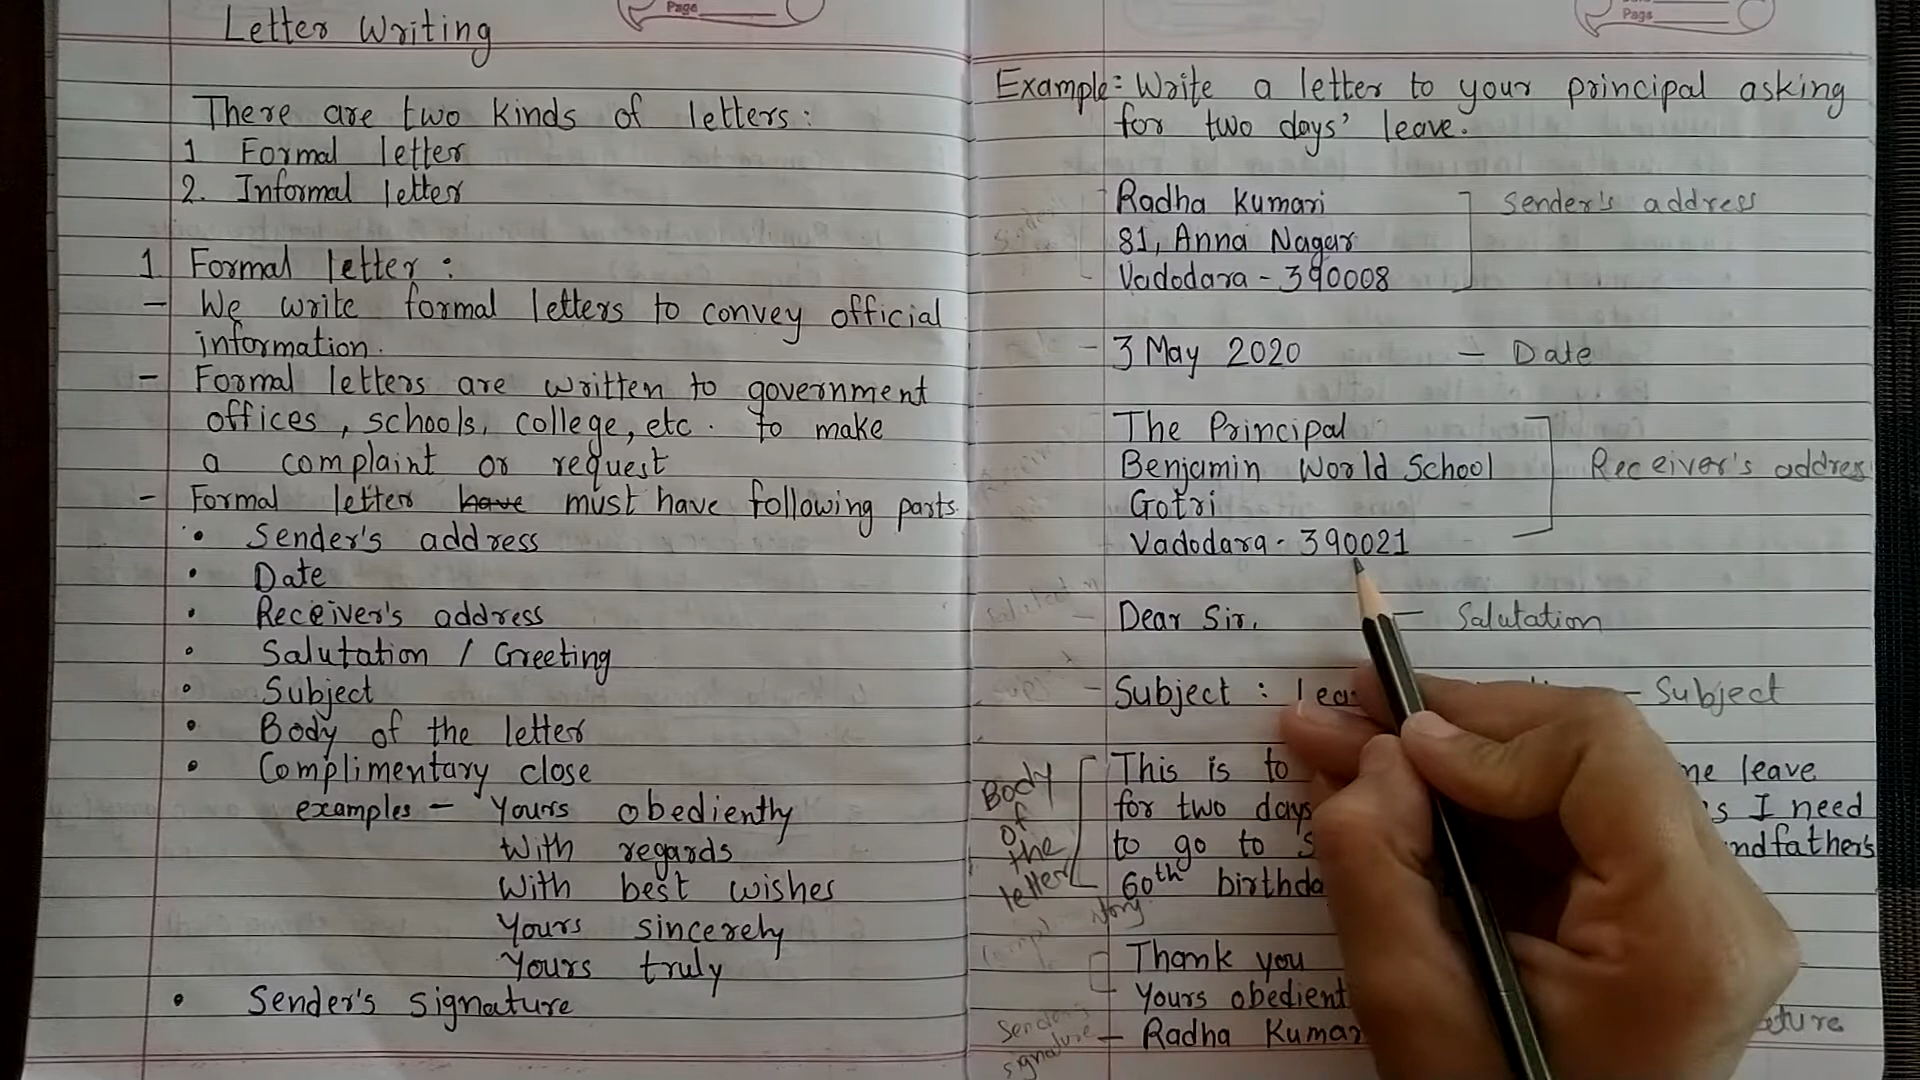 Letter Writing
Page
There are two kinds of letters:
1 Formal letter
2. Informal letter
1. Formal letter :
- We write formal letters to convey official
information.
- Formal letters are written to government
offices, schools, college, etc. to make
a complaint or request
- Formal letter have must have following parts.
• Sender's address
• Date
• Receiver's address
• Salutation / Greeting
• Subject
• Body of the letter
• Complimentary close
examples - Yours obediently
With regards
With best wishes
Yours sincerely
Yours truly
• Sender's signature
Page
Example: Write a letter to your principal asking
for two days' leave.
Radha Kumari Sender's address
81, Anna Nagar
Vadodara - 390008
- 3 May 2020 - Date
The Principal
Benjamin World School Receiver's addres
Gotri
Vadodara - 390021
- Dear Sir, - Salutation
- Subject : Lea - Subject
Body of the letter
This is to me leave
for two days I need
to go to
60th birthda
Thank you
Yours obedient
Sender's signature - Radha Kumar